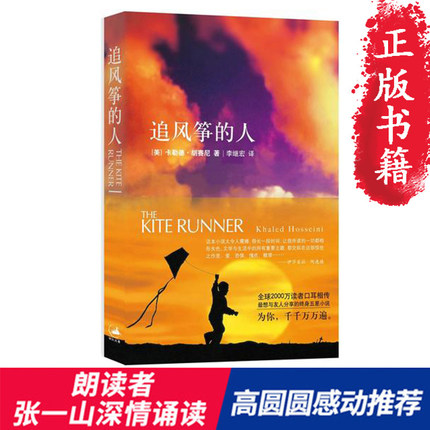 正版书籍
追风筝的人
THE
KITE RUNNER
追风筝的人
[美] 卡勒德·胡赛尼 著 李继宏 译
THE
KITE RUNNER
Khaled Hosseini
全球2000万读者口耳相传
最想与友人分享的终身五星小说
为你，千千万万遍。
朗读者
张一山深情诵读
高圆圆感动推荐